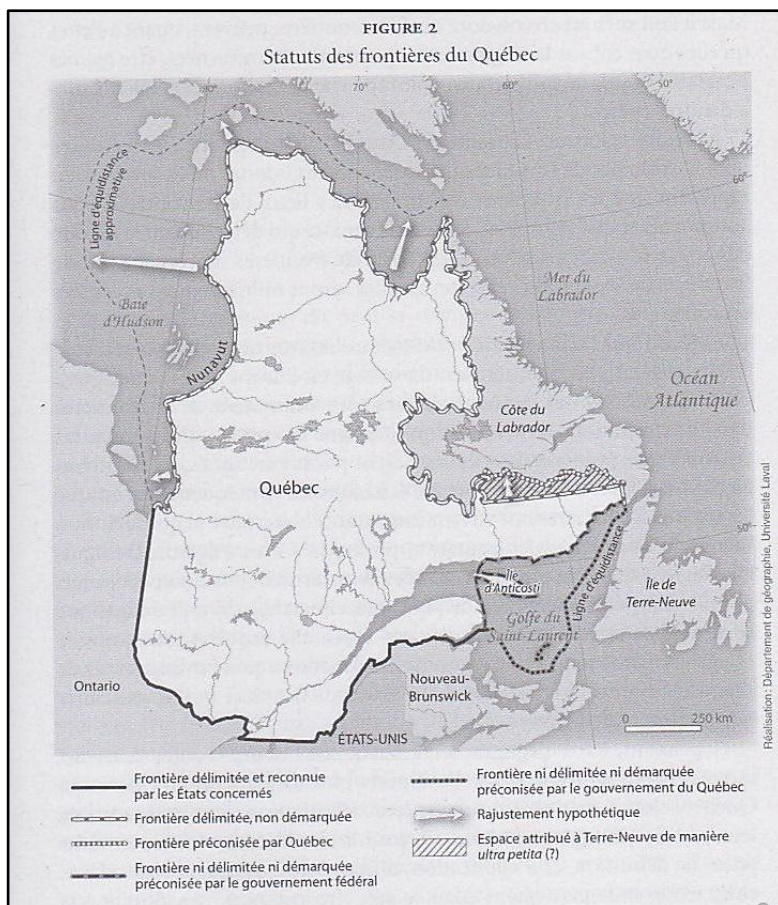 FIGURE 2
Statuts des frontières du Québec
80°
70°
60°
50°
60°
Ligne d'équidistance
approximative
Mer du
Labrador
Baie
d'Hudson
Nunavut
Océan
Atlantique
Côte du
Labrador
Québec
50°
Île
d'Anticosti
Ligne d'équidistance
Île de
Terre-Neuve
Golfe du
Saint-Laurent
Ontario
Nouveau-
Brunswick
ÉTATS-UNIS
0 250 km
Réalisation : Département de géographie, Université Laval
Frontière délimitée et reconnue
par les États concernés
Frontière délimitée, non démarquée
Frontière préconisée par Québec
Frontière ni délimitée ni démarquée
préconisée par le gouvernement fédéral
Frontière ni délimitée ni démarquée
préconisée par le gouvernement du Québec
Rajustement hypothétique
Espace attribué à Terre-Neuve de manière
ultra petita (?)